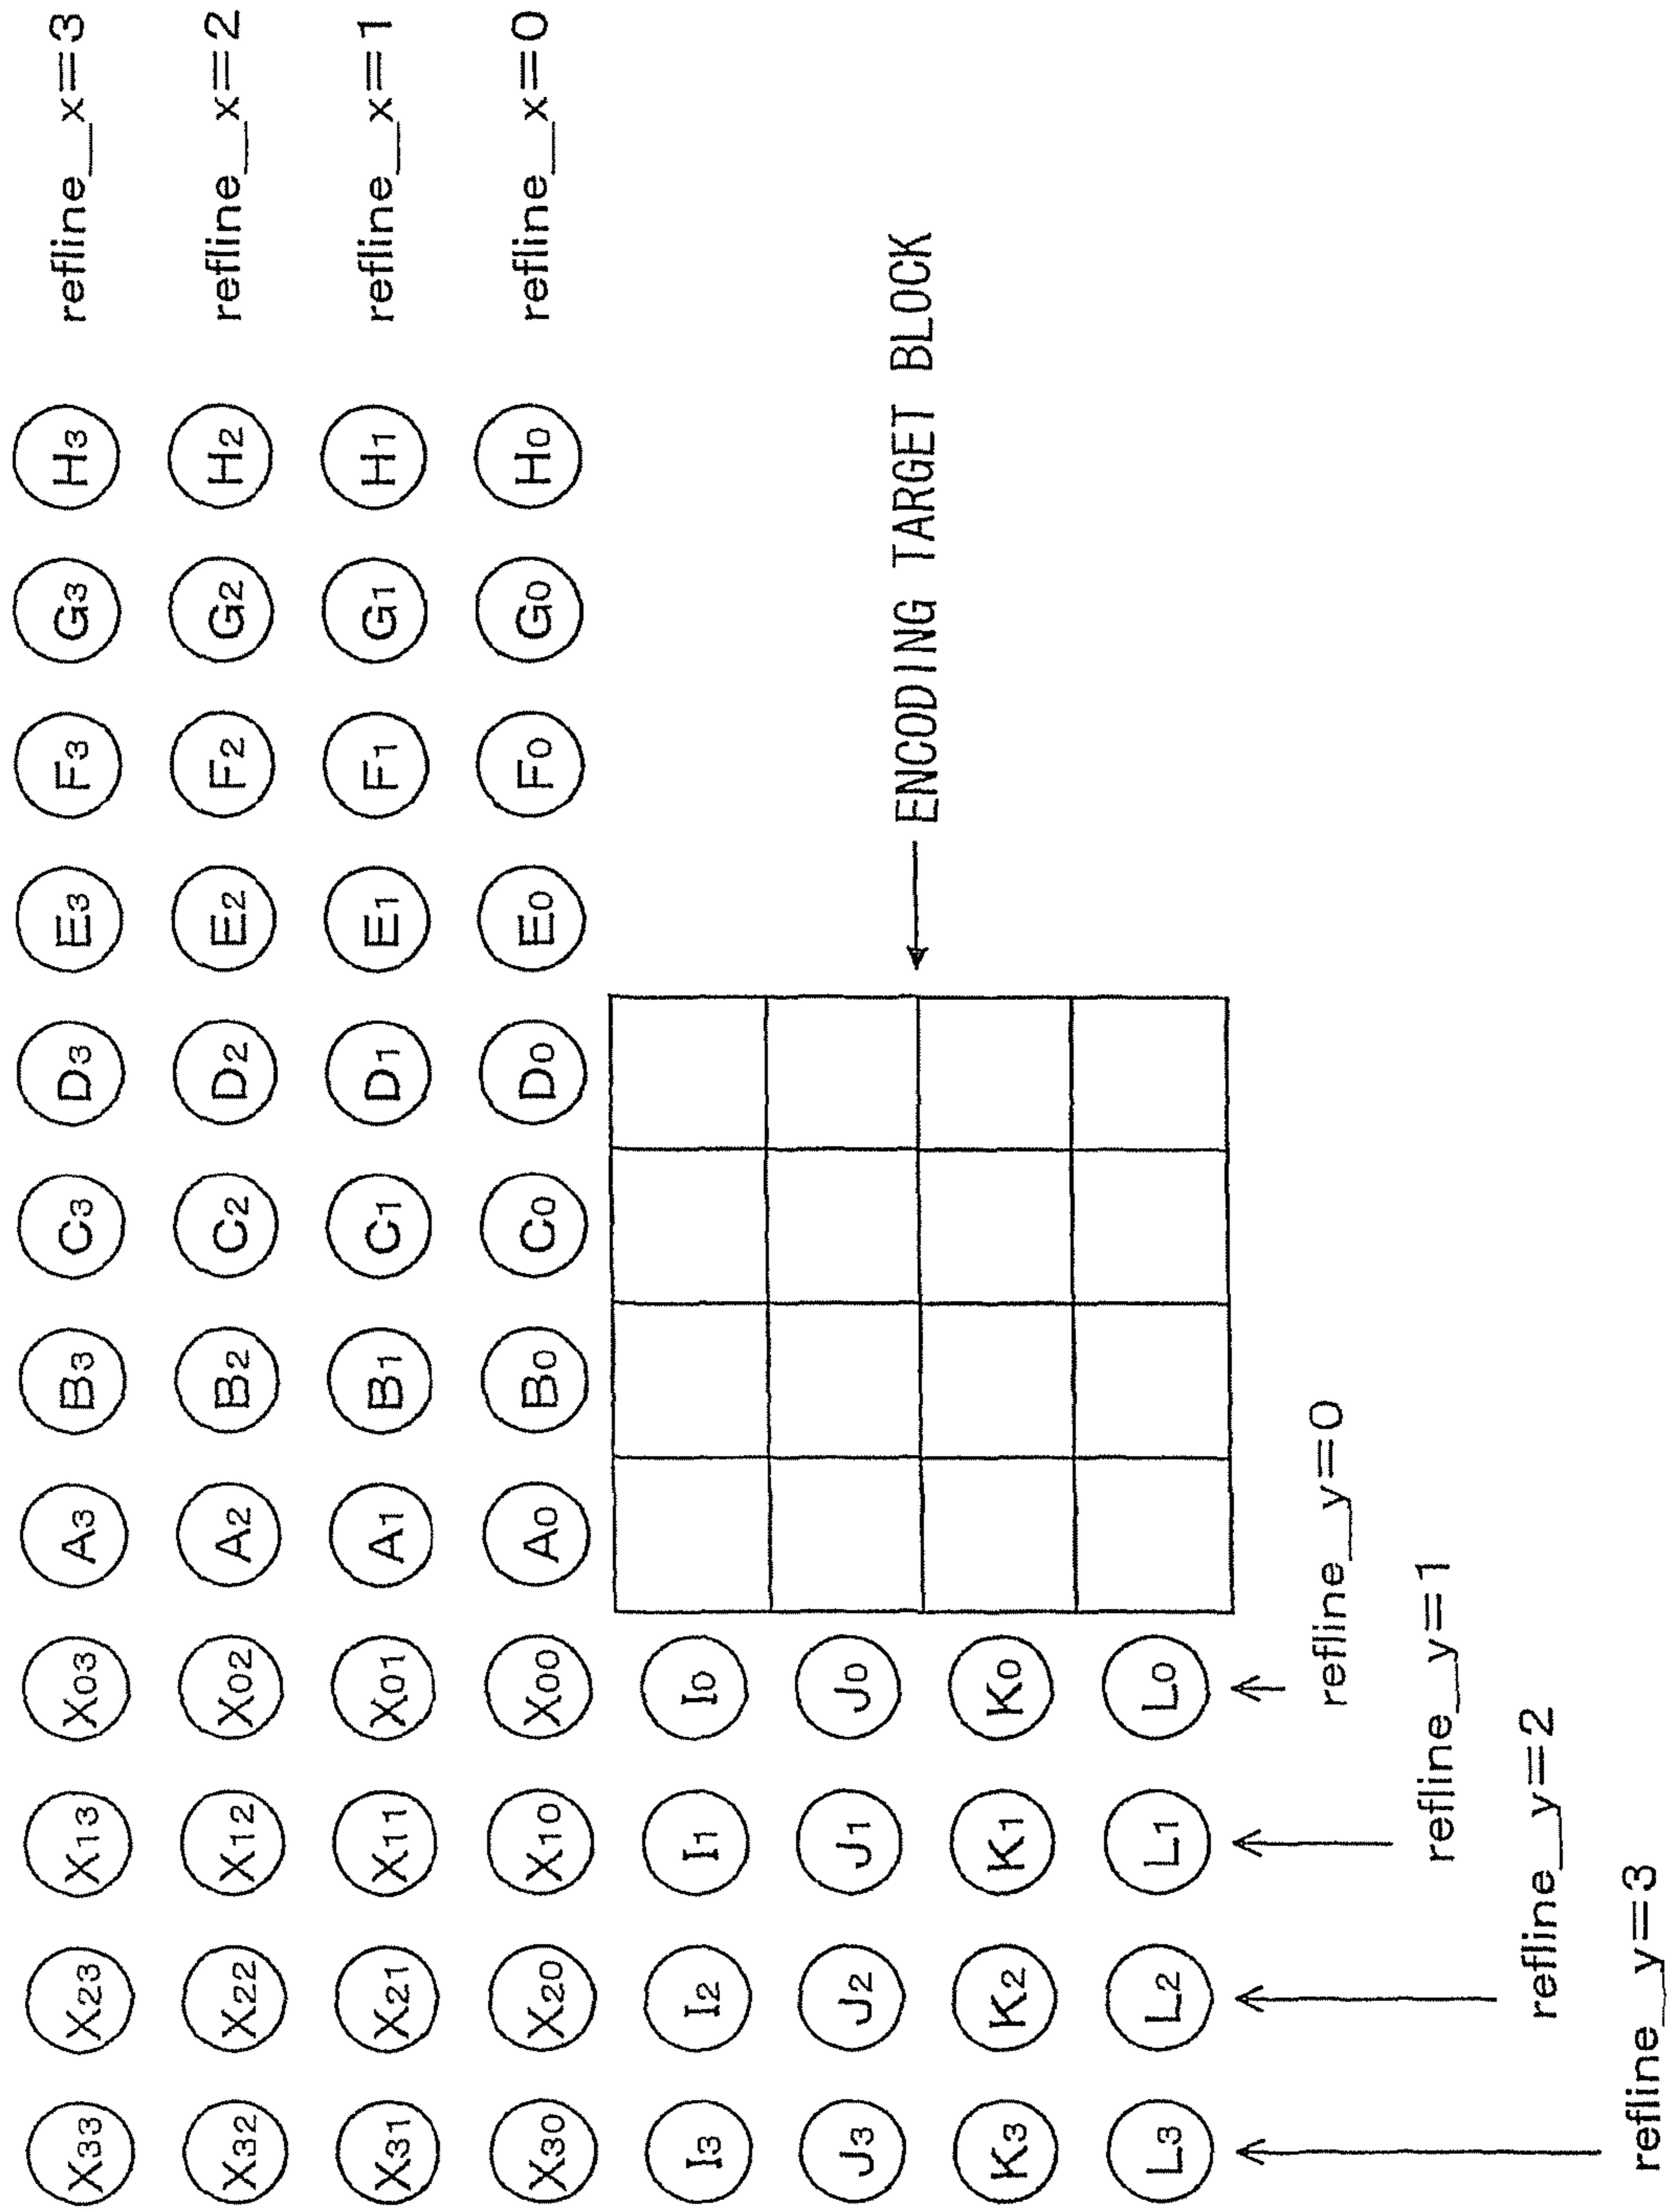 X33 X23 X13 X03 A3 B3 C3 D3 E3 F3 G3 H3 refline_x=3
X32 X22 X12 X02 A2 B2 C2 D2 E2 F2 G2 H2 refline_x=2
X31 X21 X11 X01 A1 B1 C1 D1 E1 F1 G1 H1 refline_x=1
X30 X20 X10 X00 A0 B0 C0 D0 E0 F0 G0 H0 refline_x=0
I3 I2 I1 I0
J3 J2 J1 J0
ENCODING TARGET BLOCK
K3 K2 K1 K0
L3 L2 L1 L0
refline_y=0
refline_y=1
refline_y=2
refline_y=3